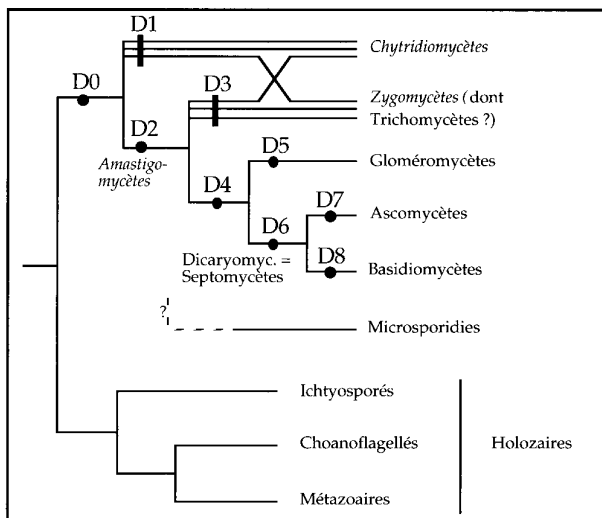 D1
Chytridiomycètes
D0
D3
Zygomycètes (dont
Trichomycètes ?)
D2
Amastigo-
mycètes
D5
Gloméromycètes
D4
D7
D6
Ascomycètes
D8
Dicaryomyc. =
Septomycètes
Basidiomycètes
?
Microsporidies
Ichtyosporés
Choanoflagellés
Holozaires
Métazoaires